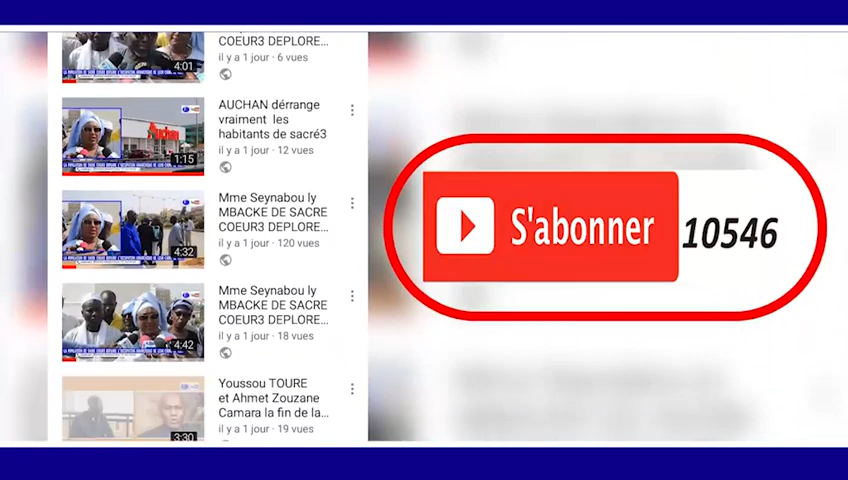 COEUR3 DEPLORE...
il y a 1 jour · 6 vues
4:01
AUCHAN dérrange
vraiment les
habitants de sacré3
il y a 1 jour · 12 vues
Auchan
1:15
Mme Seynabou ly
MBACKE DE SACRE
COEUR3 DEPLORE...
il y a 1 jour · 120 vues
4:32
Mme Seynabou ly
MBACKE DE SACRE
COEUR3 DEPLORE...
il y a 1 jour · 18 vues
4:42
Youssou TOURE
et Ahmet Zouzane
Camara la fin de la...
il y a 1 jour · 19 vues
3:30
S'abonner 10546